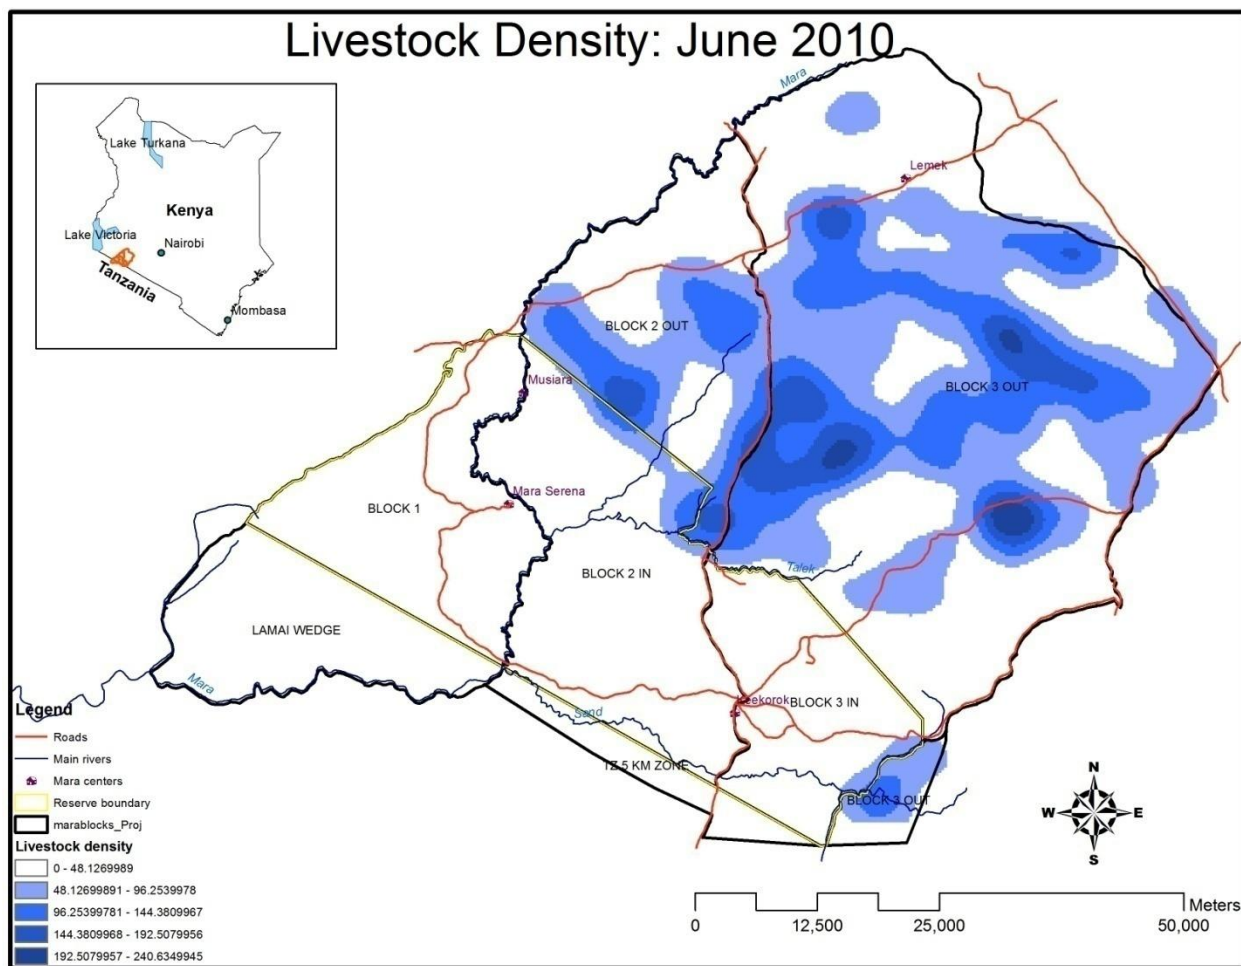 Livestock Density: June 2010
Mara
Lake Turkana
Kenya
Lake Victoria
Nairobi
Tanzania
Mombasa
Lemek
BLOCK 2 OUT
Musiara
BLOCK 3 OUT
Mara Serena
BLOCK 1
BLOCK 2 IN
Talek
LAMAI WEDGE
Mara
Keekorok
BLOCK 3 IN
Sand
TZ 5 KM ZONE
BLOCK 3 OUT
Legend
Roads
Main rivers
Mara centers
Reserve boundary
marablocks_Proj
Livestock density
0 - 48.1269989
48.12699891 - 96.2539978
96.25399781 - 144.3809967
144.3809968 - 192.5079956
192.5079957 - 240.6349945
N
W E
S
Meters
0 12,500 25,000 50,000